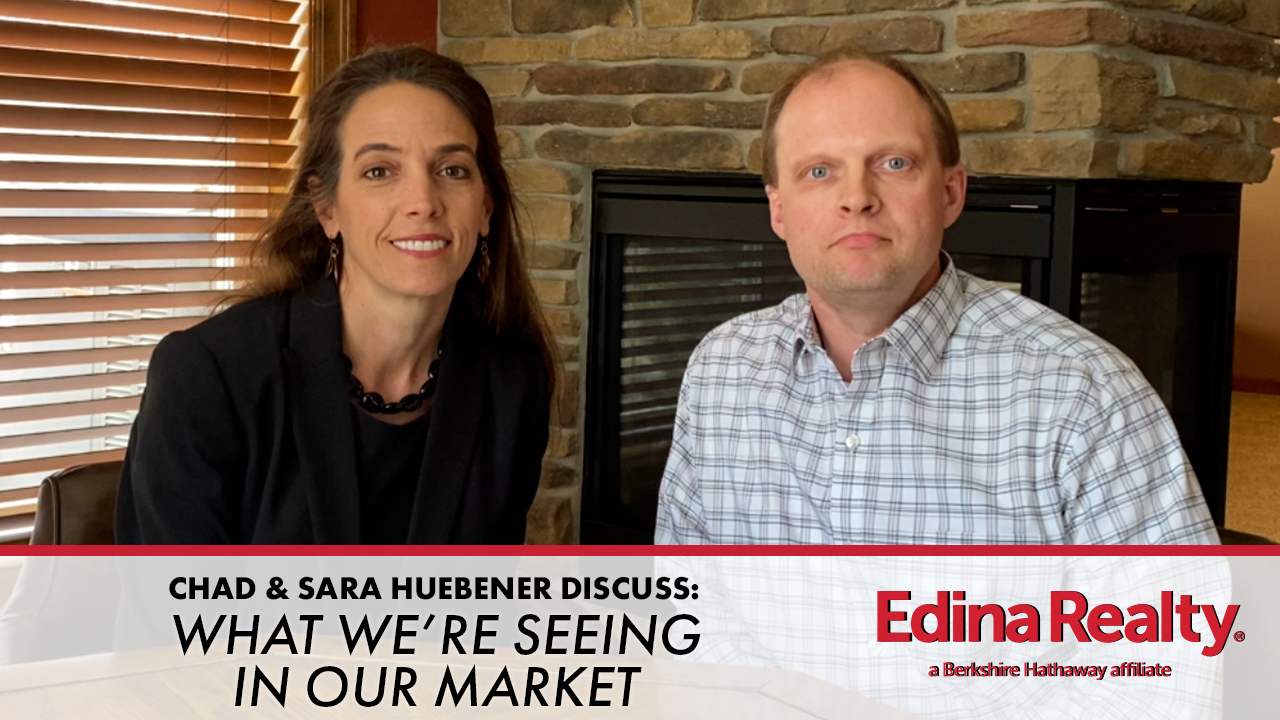 CHAD & SARA HUEBENER DISCUSS:
WHAT WE'RE SEEING
IN OUR MARKET
Edina Realty®
a Berkshire Hathaway affiliate